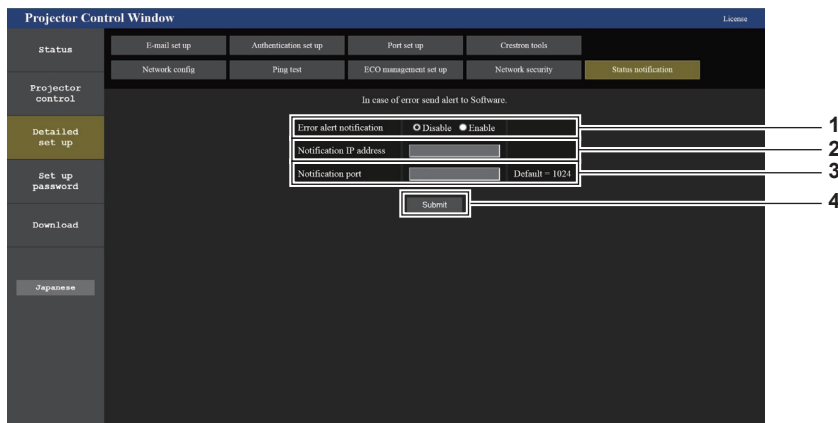 Projector Control Window License
Status
Projector
control
Detailed
set up
Set up
password
Download
Japanese
E-mail set up Authentication set up Port set up Crestron tools
Network config Ping test ECO management set up Network security Status notification
In case of error send alert to Software.
Error alert notification Disable Enable 1
Notification IP address 2
Notification port Default = 1024 3
Submit 4